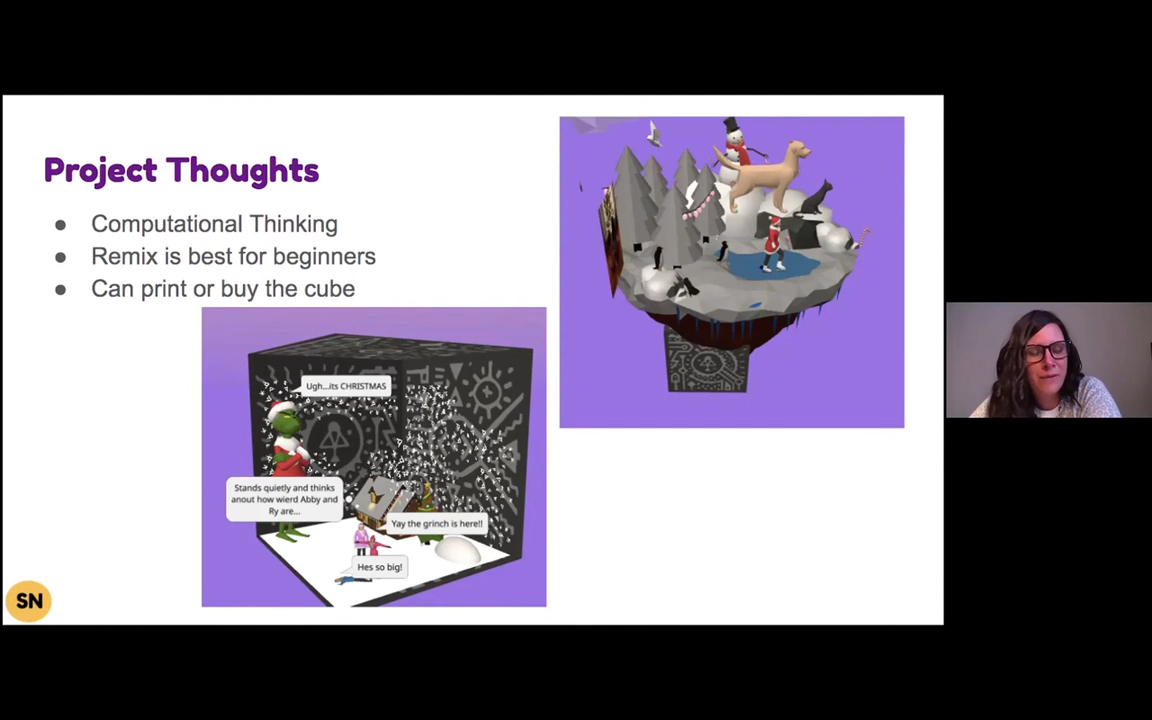 Project Thoughts
● Computational Thinking
● Remix is best for beginners
● Can print or buy the cube
Ugh...its CHRISTMAS
Stands quietly and thinks
anout how wierd Abby and
Ry are...
Yay the grinch is here!!
Hes so big!
SN